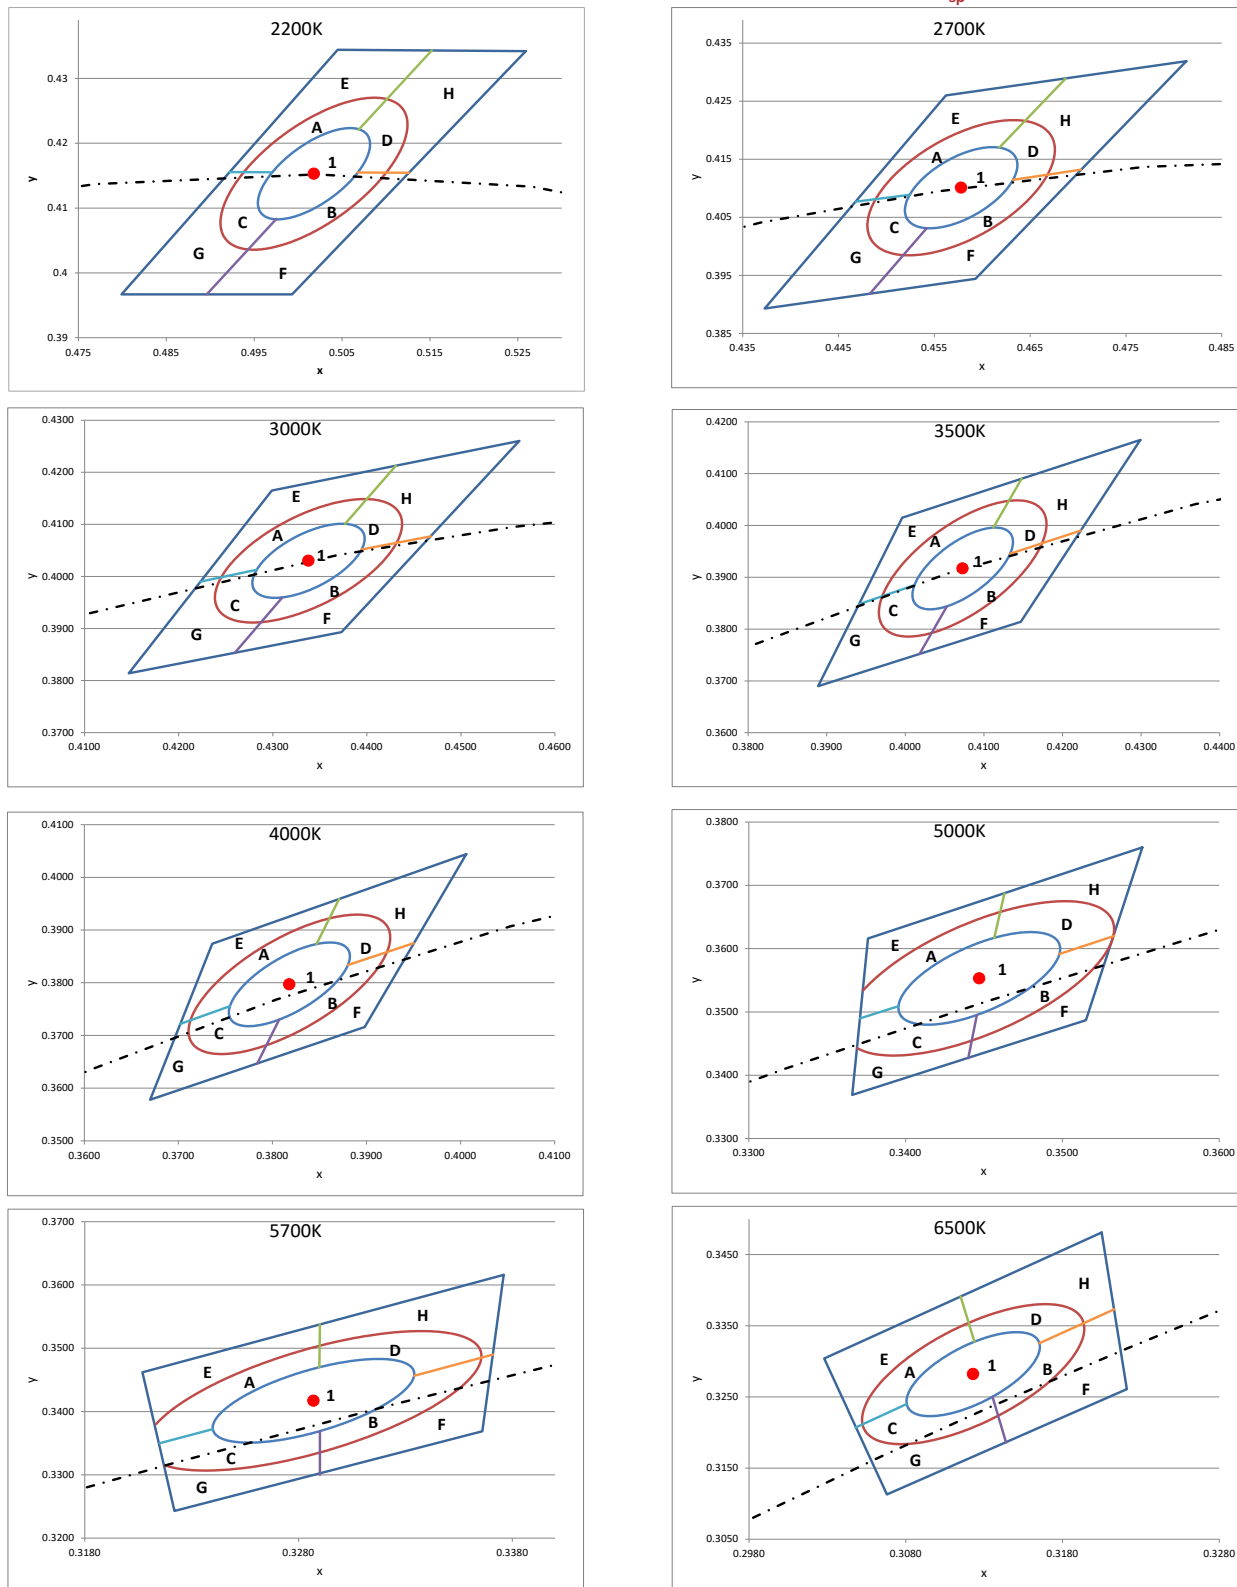 sp
2200K
0.43
0.42
0.41
0.4
0.39
y
E
H
A
D
1
B
C
G
F
0.475 0.485 0.495 0.505 0.515 0.525
x
2700K
0.435
0.425
0.415
0.405
0.395
0.385
y
E
H
A
D
1
B
C
G
F
0.435 0.445 0.455 0.465 0.475 0.485
x
3000K
0.4300
0.4200
0.4100
0.4000
0.3900
0.3800
0.3700
y
E
H
A
D
1
B
C
F
G
0.4100 0.4200 0.4300 0.4400 0.4500 0.4600
x
3500K
0.4200
0.4100
0.4000
0.3900
0.3800
0.3700
0.3600
y
H
E
A
D
1
B
C
F
G
0.3800 0.3900 0.4000 0.4100 0.4200 0.4300 0.4400
x
4000K
0.4100
0.4000
0.3900
0.3800
0.3700
0.3600
0.3500
y
H
E
A
D
1
B
F
C
G
0.3600 0.3700 0.3800 0.3900 0.4000 0.4100
x
5000K
0.3800
0.3700
0.3600
0.3500
0.3400
0.3300
y
H
D
E
A
1
B
F
C
G
0.3300 0.3400 0.3500 0.3600
x
5700K
0.3700
0.3600
0.3500
0.3400
0.3300
0.3200
y
H
D
E
A
1
B
F
C
G
0.3180 0.3280 0.3380
x
6500K
0.3450
0.3350
0.3250
0.3150
0.3050
y
H
D
E
A
1
B
F
C
G
0.2980 0.3080 0.3180 0.3280
x